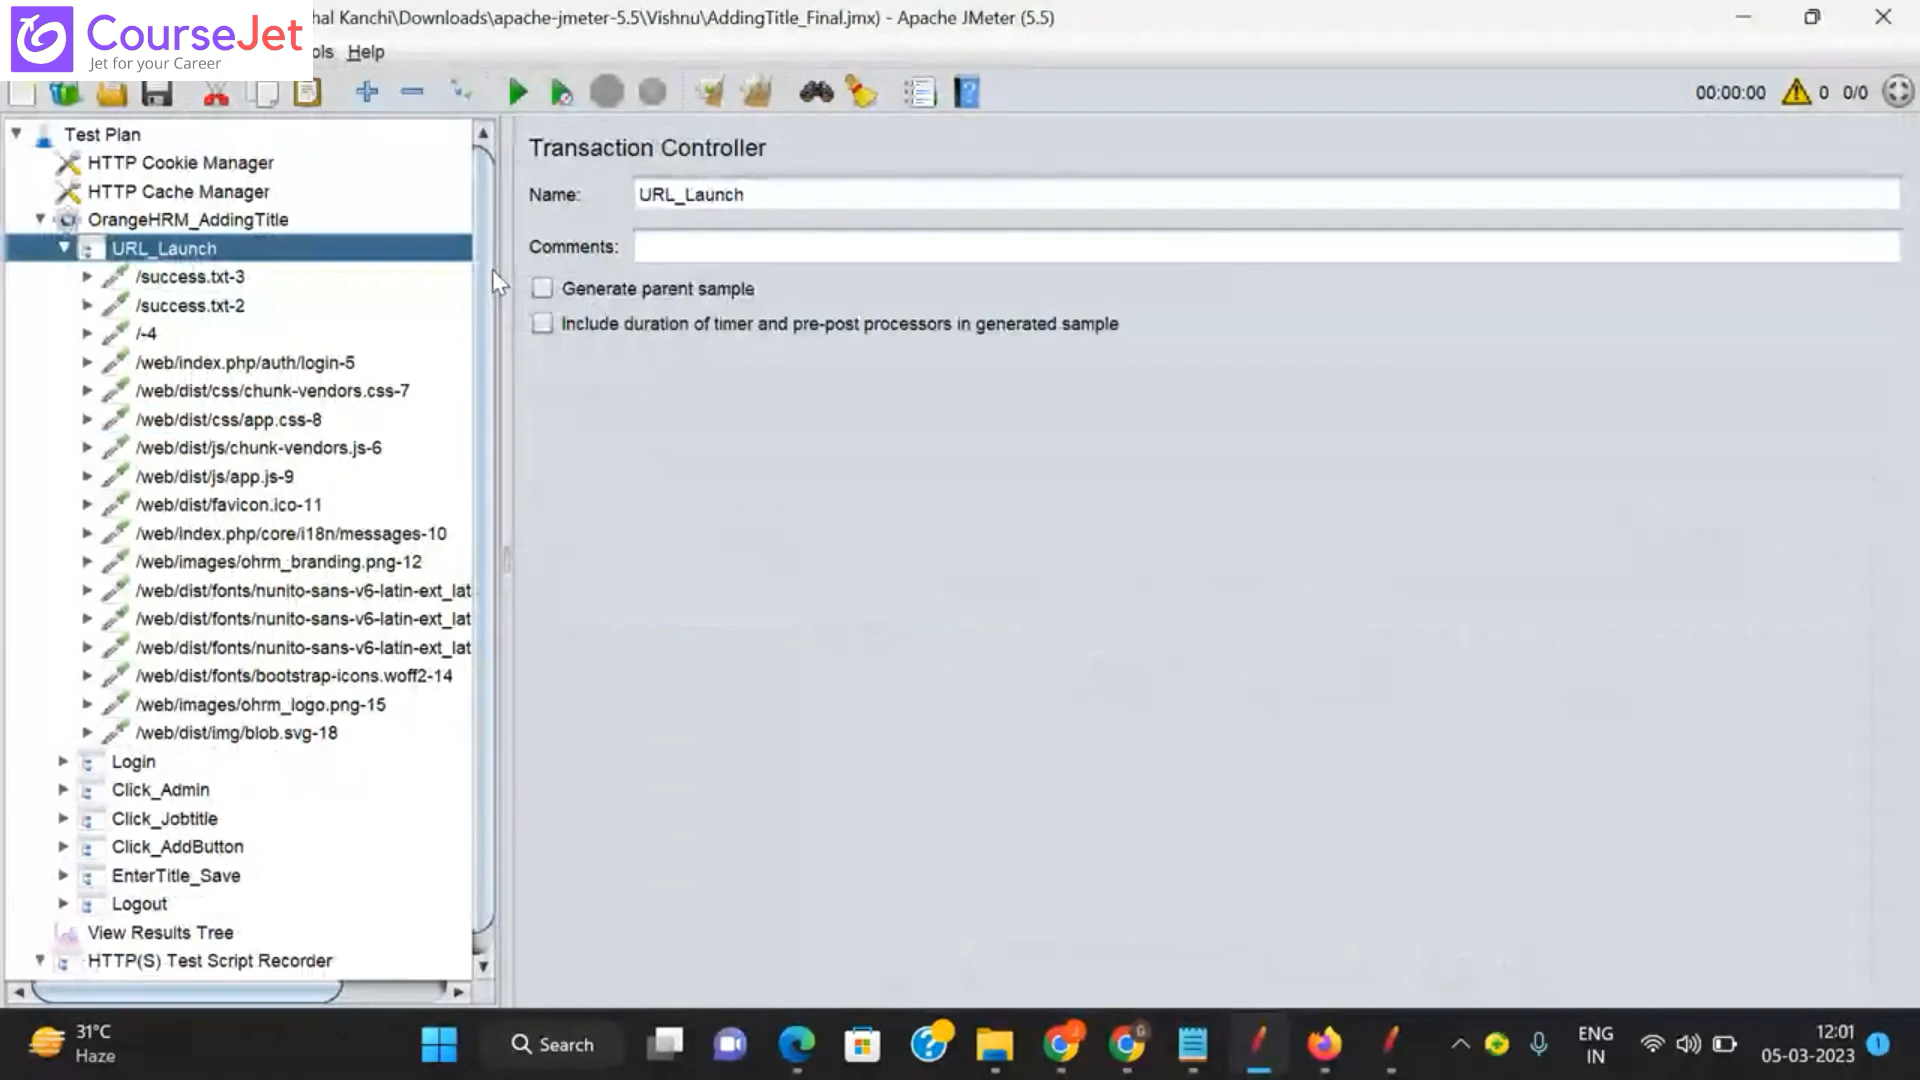 CourseJet
Jet for your Career
hal Kanchi\Downloads\apache-jmeter-5.5\Vishnu\AddingTitle_Final.jmx) - Apache JMeter (5.5)
ols Help
00:00:00 0 0/0
Test Plan
HTTP Cookie Manager
HTTP Cache Manager
OrangeHRM_AddingTitle
URL_Launch
/success.txt-3
/success.txt-2
/-4
/web/index.php/auth/login-5
/web/dist/css/chunk-vendors.css-7
/web/dist/css/app.css-8
/web/dist/js/chunk-vendors.js-6
/web/dist/js/app.js-9
/web/dist/favicon.ico-11
/web/index.php/core/i18n/messages-10
/web/images/ohrm_branding.png-12
/web/dist/fonts/nunito-sans-v6-latin-ext_lat
/web/dist/fonts/nunito-sans-v6-latin-ext_lat
/web/dist/fonts/nunito-sans-v6-latin-ext_lat
/web/dist/fonts/bootstrap-icons.woff2-14
/web/images/ohrm_logo.png-15
/web/dist/img/blob.svg-18
Login
Click_Admin
Click_Jobtitle
Click_AddButton
EnterTitle_Save
Logout
View Results Tree
HTTP(S) Test Script Recorder
Transaction Controller
Name: URL_Launch
Comments:
Generate parent sample
Include duration of timer and pre-post processors in generated sample
31°C
Haze
Search
ENG
IN
12:01
05-03-2023
1